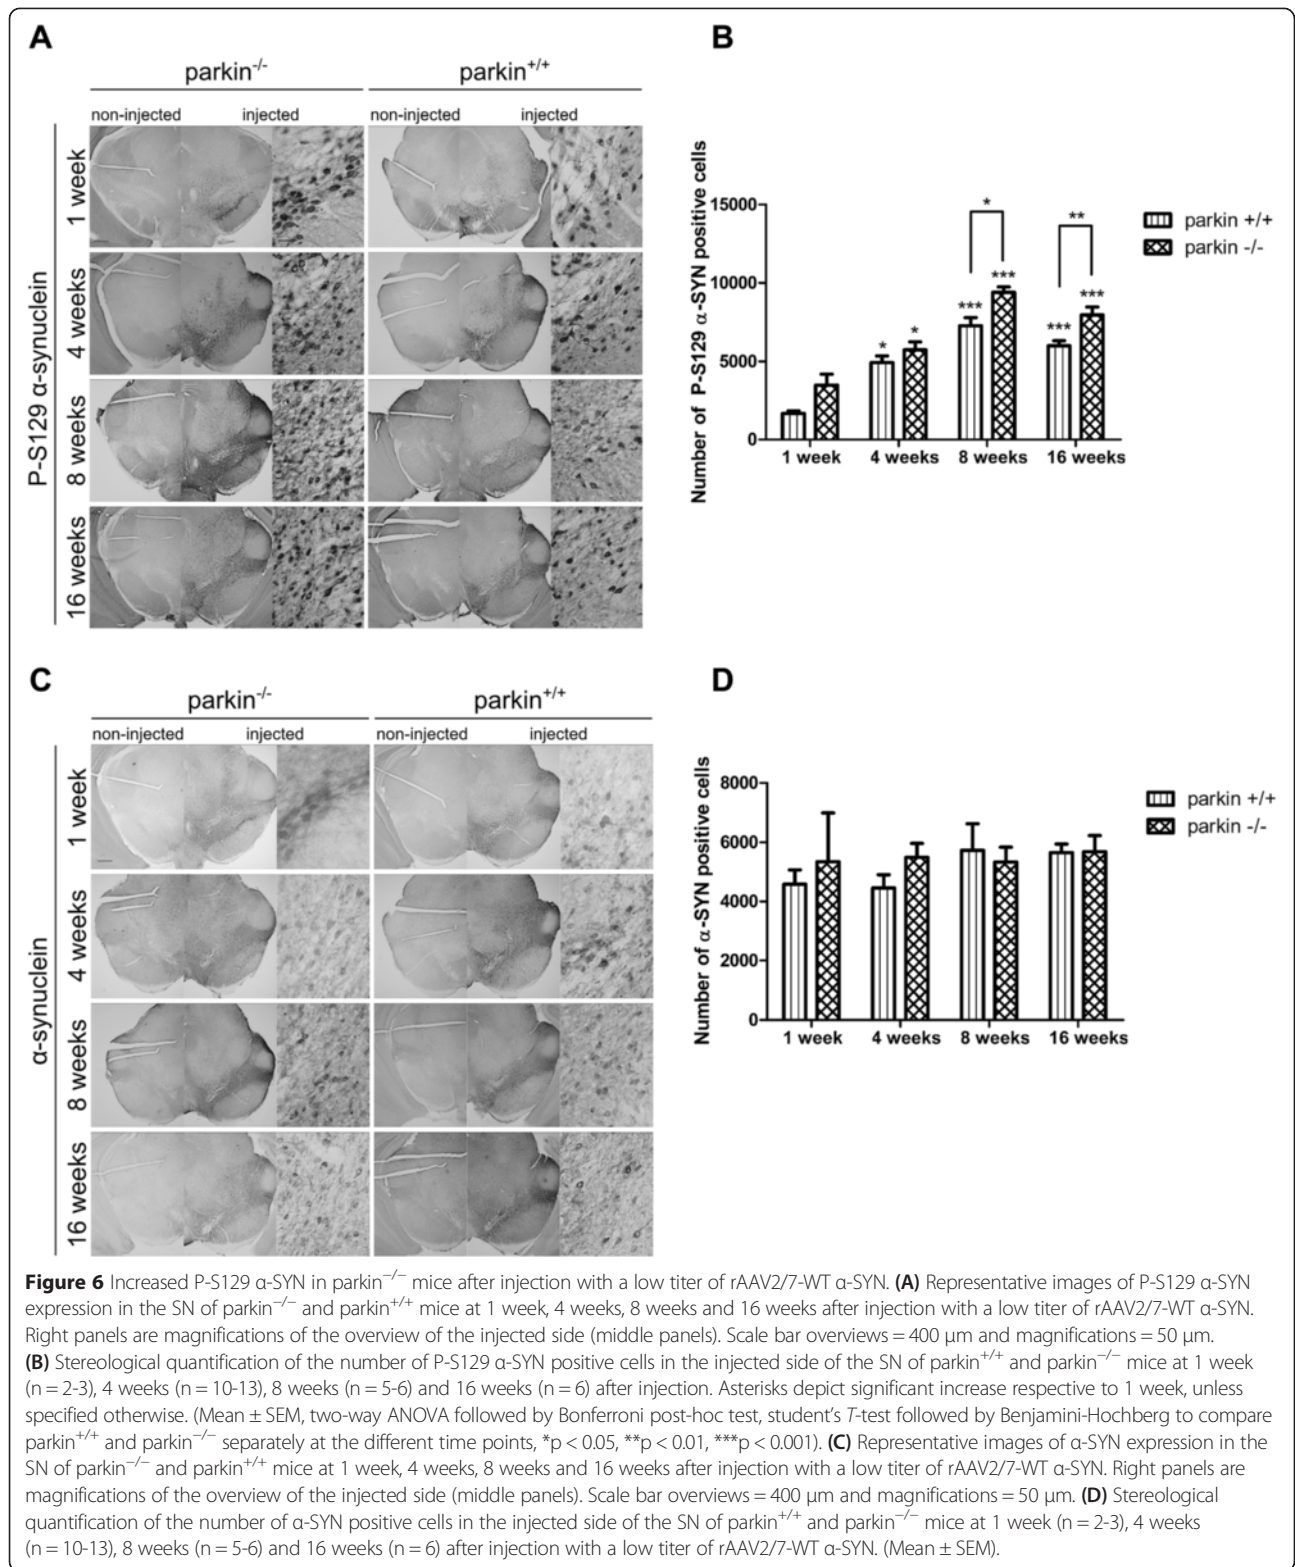 A
parkin-/-
parkin+/+
non-injected
injected
non-injected
injected
P-S129 α-synuclein
1 week
4 weeks
8 weeks
16 weeks
B
Number of P-S129 α-SYN positive cells
15000
10000
5000
0
*
**
***
***
***
***
*
*
1 week
4 weeks
8 weeks
16 weeks
parkin +/+
parkin -/-
C
parkin-/-
parkin+/+
non-injected
injected
non-injected
injected
α-synuclein
1 week
4 weeks
8 weeks
16 weeks
D
Number of α-SYN positive cells
8000
6000
4000
2000
0
1 week
4 weeks
8 weeks
16 weeks
parkin +/+
parkin -/-
Figure 6 Increased P-S129 α-SYN in parkin−/− mice after injection with a low titer of rAAV2/7-WT α-SYN. (A) Representative images of P-S129 α-SYN
expression in the SN of parkin−/− and parkin+/+ mice at 1 week, 4 weeks, 8 weeks and 16 weeks after injection with a low titer of rAAV2/7-WT α-SYN.
Right panels are magnifications of the overview of the injected side (middle panels). Scale bar overviews = 400 μm and magnifications = 50 μm.
(B) Stereological quantification of the number of P-S129 α-SYN positive cells in the injected side of the SN of parkin+/+ and parkin−/− mice at 1 week
(n = 2-3), 4 weeks (n = 10-13), 8 weeks (n = 5-6) and 16 weeks (n = 6) after injection. Asterisks depict significant increase respective to 1 week, unless
specified otherwise. (Mean ± SEM, two-way ANOVA followed by Bonferroni post-hoc test, student's T-test followed by Benjamini-Hochberg to compare
parkin+/+ and parkin−/− separately at the different time points, *p < 0.05, **p < 0.01, ***p < 0.001). (C) Representative images of α-SYN expression in the
SN of parkin−/− and parkin+/+ mice at 1 week, 4 weeks, 8 weeks and 16 weeks after injection with a low titer of rAAV2/7-WT α-SYN. Right panels are
magnifications of the overview of the injected side (middle panels). Scale bar overviews = 400 μm and magnifications = 50 μm. (D) Stereological
quantification of the number of α-SYN positive cells in the injected side of the SN of parkin+/+ and parkin−/− mice at 1 week (n = 2-3), 4 weeks
(n = 10-13), 8 weeks (n = 5-6) and 16 weeks (n = 6) after injection with a low titer of rAAV2/7-WT α-SYN. (Mean ± SEM).